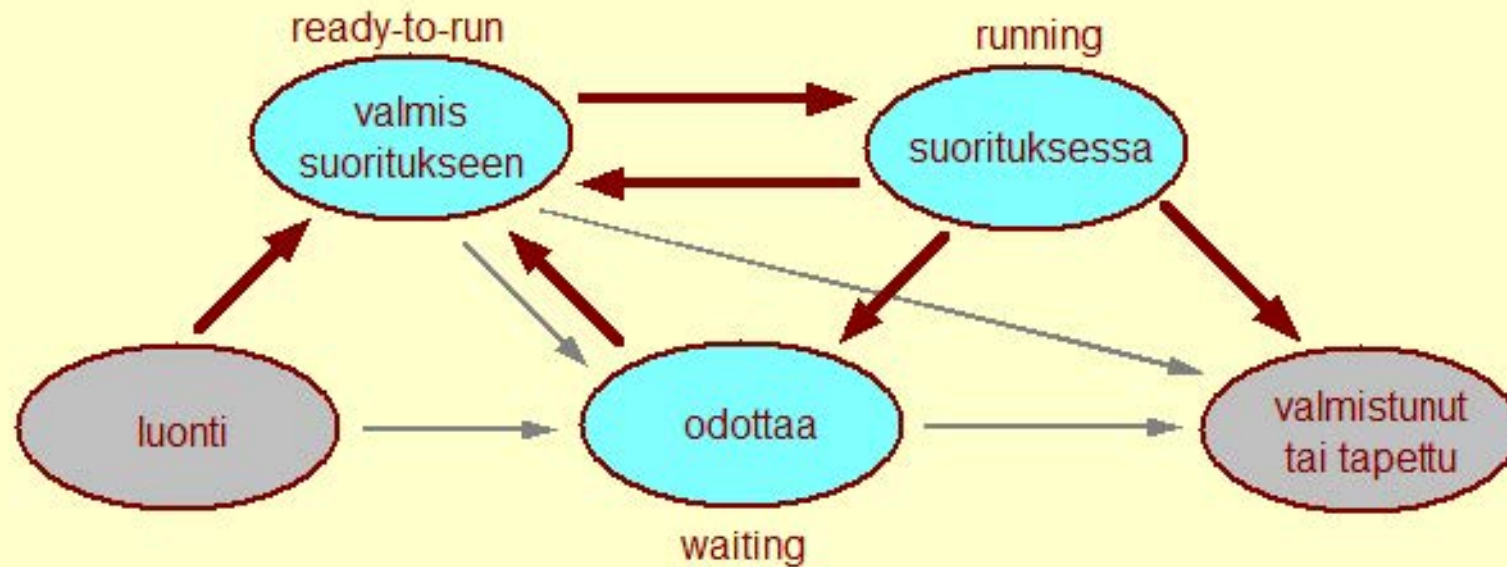 ready-to-run
running
valmis
suoritukseen
suorituksessa
luonti
odottaa
valmistunut
tai tapettu
waiting